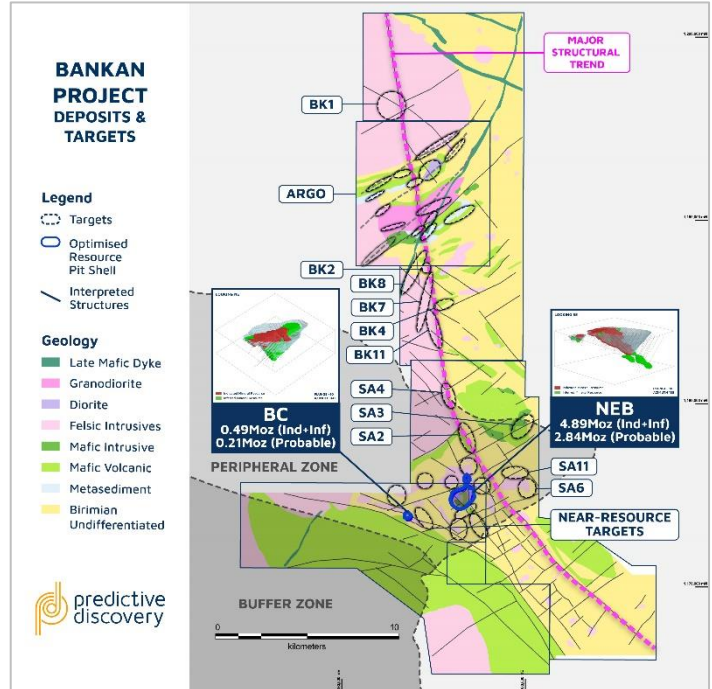 BANKAN
PROJECT
DEPOSITS &
TARGETS
Legend
Targets
Optimised
Resource
Pit Shell
Interpreted
Structures
Geology
Late Mafic Dyke
Granodiorite
Diorite
Felsic Intrusives
Mafic Intrusive
Mafic Volcanic
Metasediment
Birimian
Undifferentiated
predictive
discovery
MAJOR
STRUCTURAL
TREND
BK1
ARGO
BK2
BK8
BK7
BK4
BK11
SA4
SA3
SA2
BC
0.49Moz (Ind+Inf)
0.21Moz (Probable)
NEB
4.89Moz (Ind+Inf)
2.84Moz (Probable)
PERIPHERAL ZONE
SA11
SA6
NEAR-RESOURCE
TARGETS
BUFFER ZONE
0 10
kilometers